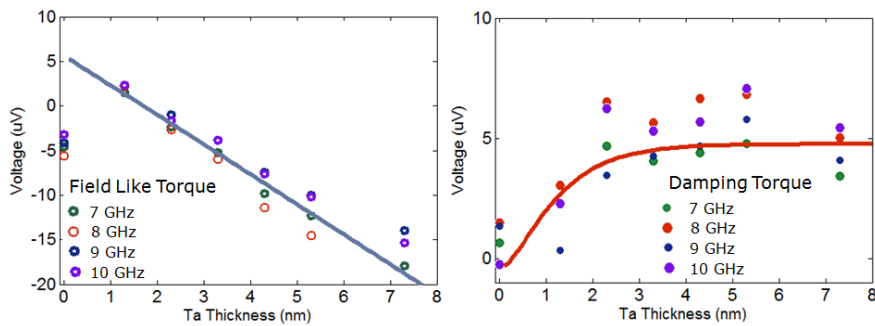 10
5
0
-5
-10
-15
-20
Voltage (uV)
Field Like Torque
7 GHz
8 GHz
9 GHz
10 GHz
0 1 2 3 4 5 6 7 8
Ta Thickness (nm)
10
5
0
Voltage (uV)
Damping Torque
7 GHz
8 GHz
9 GHz
10 GHz
0 1 2 3 4 5 6 7 8
Ta Thickness (nm)